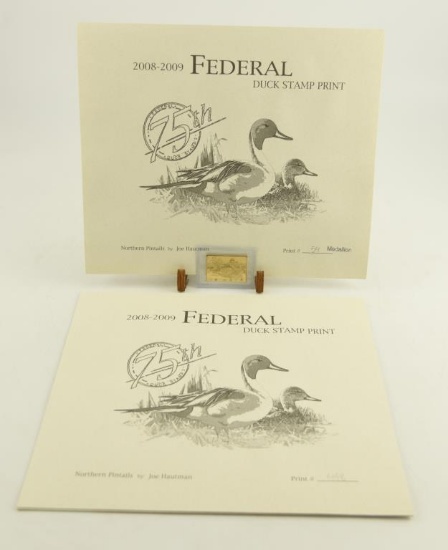 2008-2009 FEDERAL
DUCK STAMP PRINT
75th
Northern Pintails by Joe Hautman
Print # Medallion
2008-2009 FEDERAL
DUCK STAMP PRINT
75th
Northern Pintails by Joe Hautman
Print #